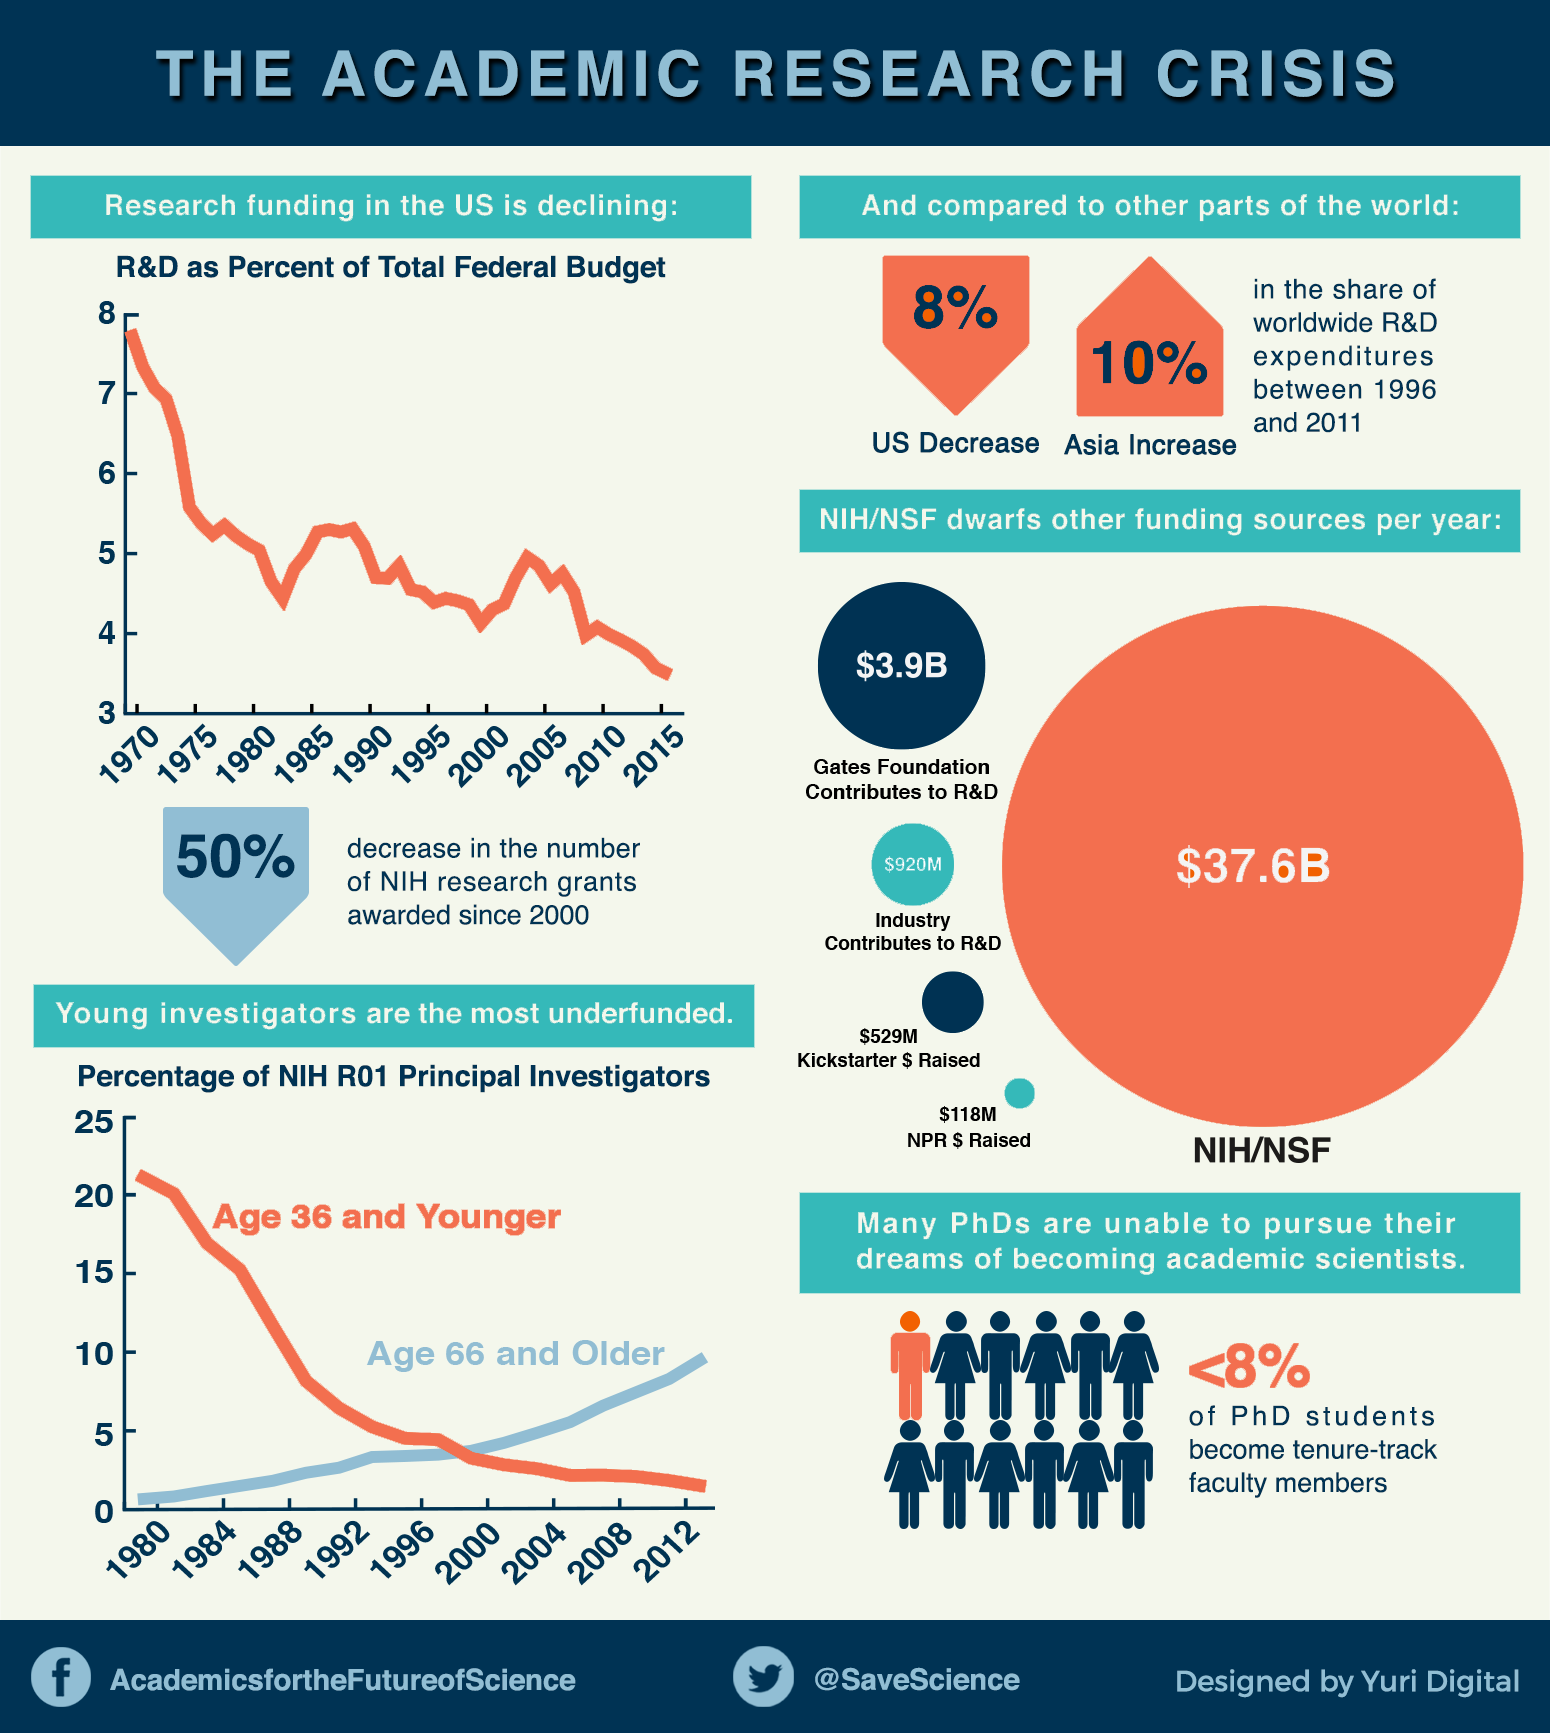 THE ACADEMIC RESEARCH CRISIS
Research funding in the US is declining:
R&D as Percent of Total Federal Budget
8
7
6
5
4
3
1970
1975
1980
1985
1990
1995
2000
2005
2010
2015
50%
decrease in the number
of NIH research grants
awarded since 2000
Young investigators are the most underfunded.
Percentage of NIH R01 Principal Investigators
25
20
15
10
5
0
Age 36 and Younger
Age 66 and Older
1980
1984
1988
1992
1996
2000
2004
2008
2012
And compared to other parts of the world:
8%
US Decrease
10%
Asia Increase
in the share of
worldwide R&D
expenditures
between 1996
and 2011
NIH/NSF dwarfs other funding sources per year:
$3.9B
Gates Foundation
Contributes to R&D
$920M
Industry
Contributes to R&D
$529M
Kickstarter $ Raised
$118M
NPR $ Raised
$37.6B
NIH/NSF
Many PhDs are unable to pursue their
dreams of becoming academic scientists.
<8%
of PhD students
become tenure-track
faculty members
AcademicsfortheFutureofScience
@SaveScience
Designed by Yuri Digital